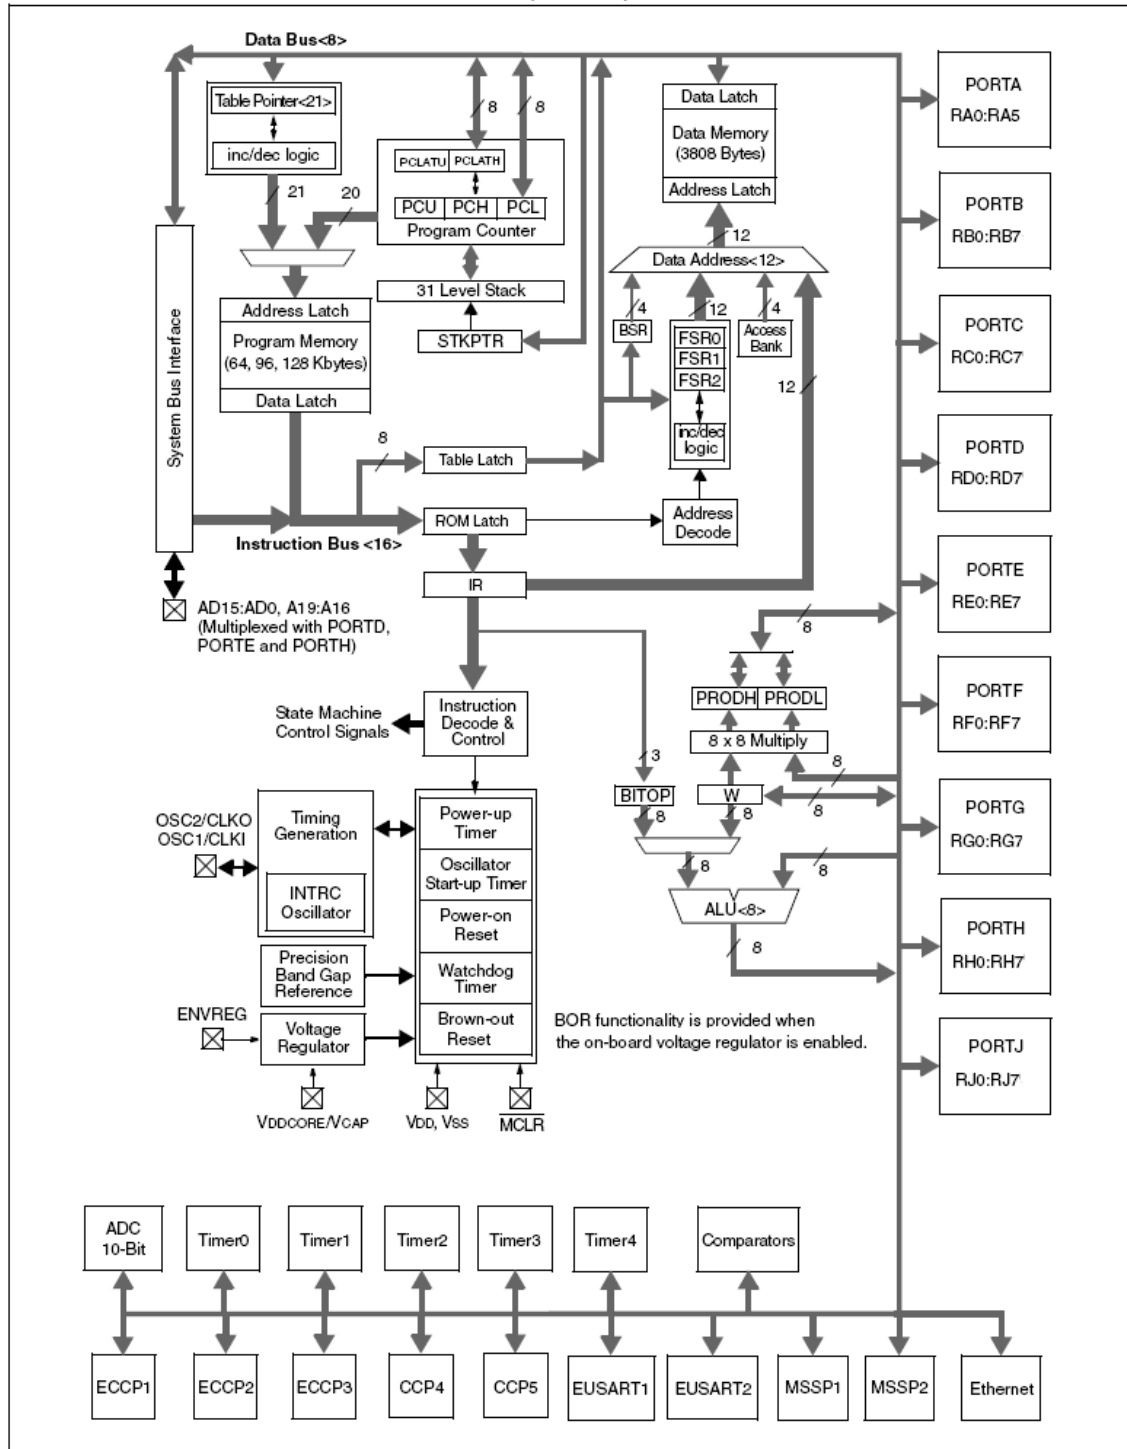 Data Bus<8>
Table Pointer<21>
inc/dec logic
21
20
8
8
PCLATU
PCLATH
PCU
PCH
PCL
Program Counter
31 Level Stack
STKPTR
System Bus Interface
Address Latch
Program Memory
(64, 96, 128 Kbytes)
Data Latch
8
Table Latch
ROM Latch
Instruction Bus <16>
IR
AD15:AD0, A19:A16
(Multiplexed with PORTD,
PORTE and PORTH)
Data Latch
Data Memory
(3808 Bytes)
Address Latch
12
Data Address<12>
4
12
4
BSR
FSR0
FSR1
FSR2
inc/dec
logic
Access
Bank
12
Address
Decode
State Machine
Control Signals
Instruction
Decode &
Control
8
PRODH
PRODL
8 x 8 Multiply
3
8
BITOP
W
8
8
8
8
8
ALU<8>
8
OSC2/CLKO
OSC1/CLKI
Timing
Generation
INTRC
Oscillator
Power-up
Timer
Oscillator
Start-up Timer
Power-on
Reset
Watchdog
Timer
Brown-out
Reset
Precision
Band Gap
Reference
ENVREG
Voltage
Regulator
VDDCORE/VCAP
VDD, VSS
MCLR
BOR functionality is provided when
the on-board voltage regulator is enabled.
PORTA
RA0:RA5
PORTB
RB0:RB7
PORTC
RC0:RC7
PORTD
RD0:RD7
PORTE
RE0:RE7
PORTF
RF0:RF7
PORTG
RG0:RG7
PORTH
RH0:RH7
PORTJ
RJ0:RJ7
ADC
10-Bit
Timer0
Timer1
Timer2
Timer3
Timer4
Comparators
ECCP1
ECCP2
ECCP3
CCP4
CCP5
EUSART1
EUSART2
MSSP1
MSSP2
Ethernet